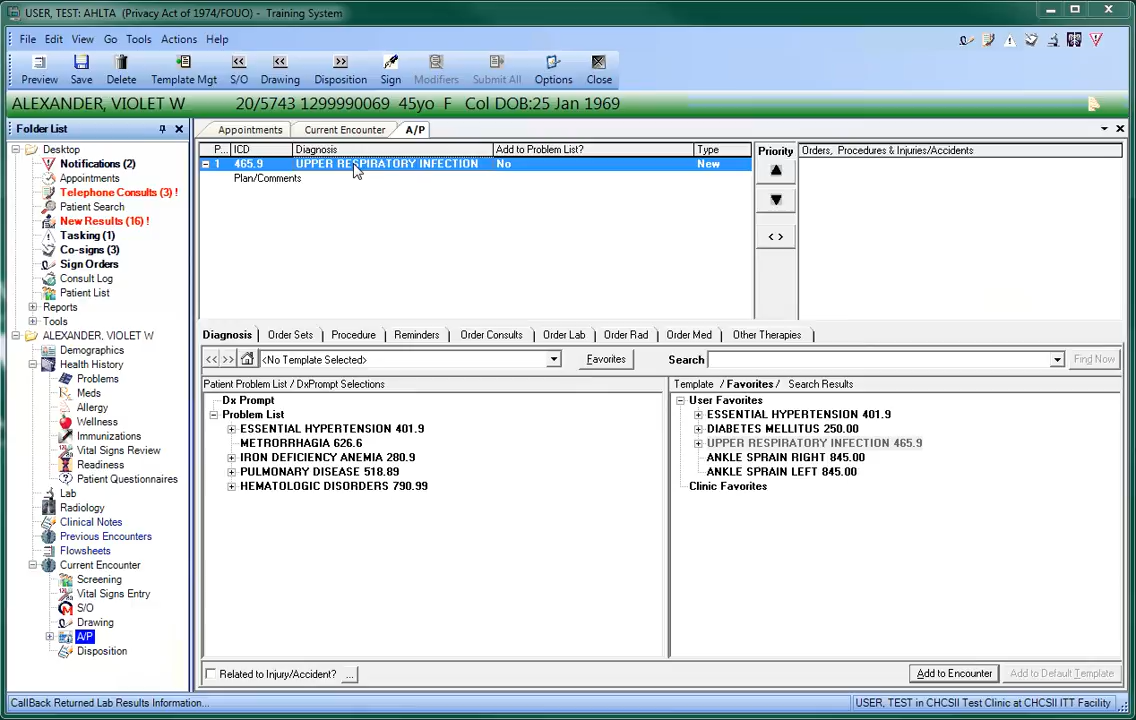 USER, TEST: AHLTA (Privacy Act of 1974/FOUO) - Training System
File Edit View Go Tools Actions Help
Preview Save Delete Template Mgt S/O Drawing Disposition Sign Modifiers Submit All Options Close
ALEXANDER, VIOLET W 20/5743 1299990069 45yo F Col DOB:25 Jan 1969
Folder List
Desktop
Notifications (2)
Appointments
Telephone Consults (3) !
Patient Search
New Results (16) !
Tasking (1)
Co-signs (3)
Sign Orders
Consult Log
Patient List
Reports
Tools
ALEXANDER, VIOLET W
Demographics
Health History
Problems
Meds
Allergy
Wellness
Immunizations
Vital Signs Review
Readiness
Patient Questionnaires
Lab
Radiology
Clinical Notes
Previous Encounters
Flowsheets
Current Encounter
Screening
Vital Signs Entry
S/O
Drawing
A/P
Disposition
Appointments Current Encounter A/P
P... ICD Diagnosis Add to Problem List? Type
1 465.9 UPPER RESPIRATORY INFECTION No New
Plan/Comments
Priority
< >
Orders, Procedures & Injuries/Accidents
Diagnosis Order Sets Procedure Reminders Order Consults Order Lab Order Rad Order Med Other Therapies
<< >> <No Template Selected> Favorites Search Find Now
Patient Problem List / DxPrompt Selections
Dx Prompt
Problem List
ESSENTIAL HYPERTENSION 401.9
METRORRHAGIA 626.6
IRON DEFICIENCY ANEMIA 280.9
PULMONARY DISEASE 518.89
HEMATOLOGIC DISORDERS 790.99
Template / Favorites / Search Results
User Favorites
ESSENTIAL HYPERTENSION 401.9
DIABETES MELLITUS 250.00
UPPER RESPIRATORY INFECTION 465.9
ANKLE SPRAIN RIGHT 845.00
ANKLE SPRAIN LEFT 845.00
Clinic Favorites
Related to Injury/Accident? ... Add to Encounter Add to Default Template
CallBack Returned Lab Results Information... USER, TEST in CHCSII Test Clinic at CHCSII ITT Facility